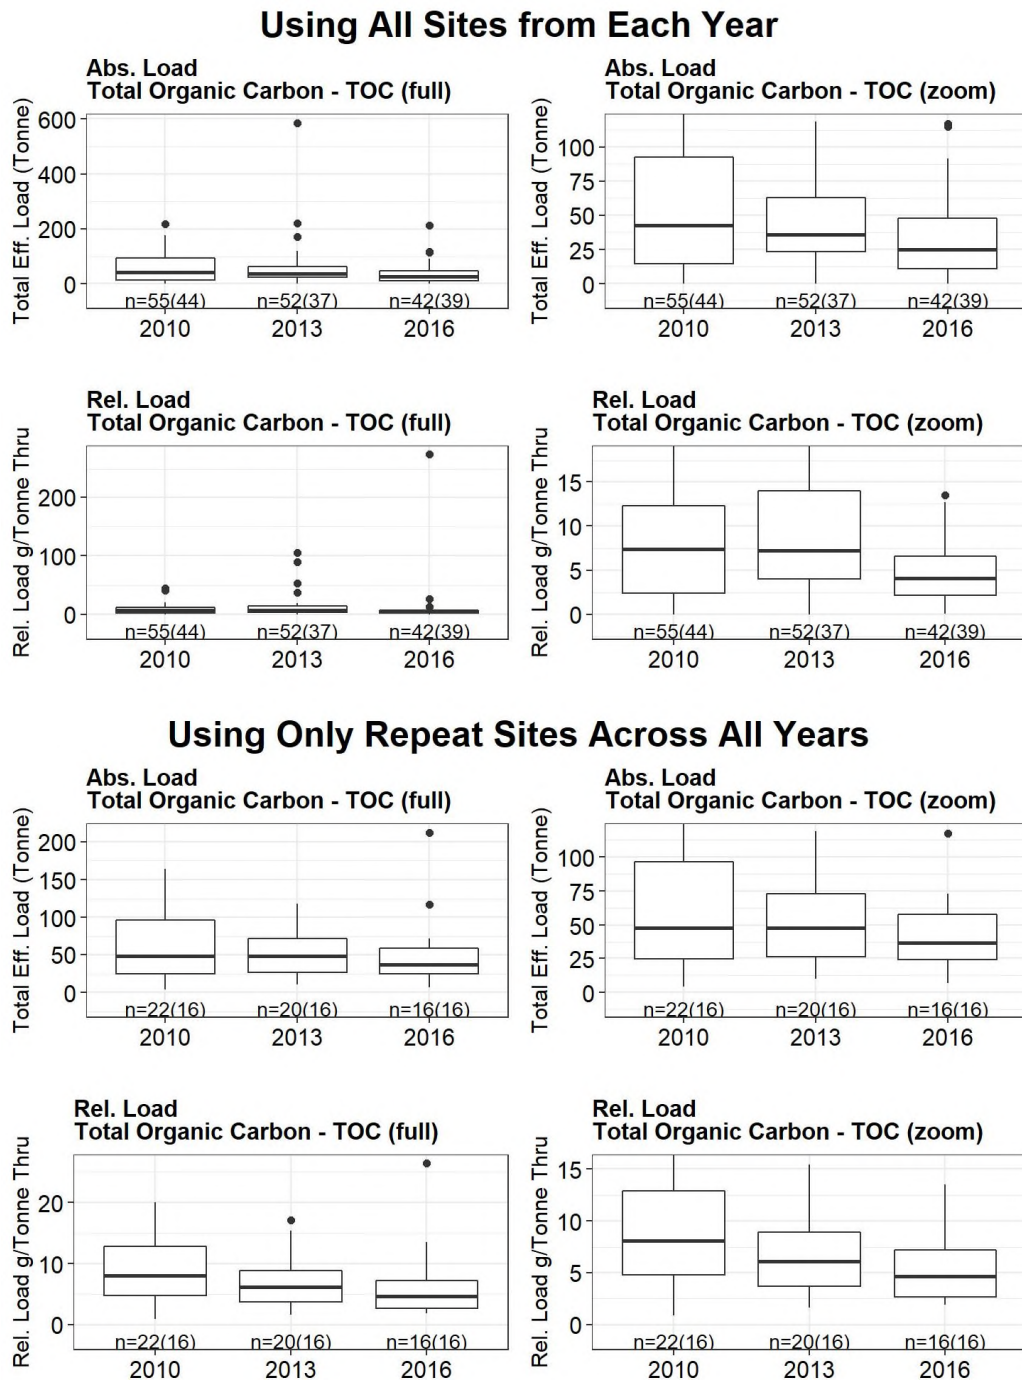 Using All Sites from Each Year
Abs. Load
Total Organic Carbon - TOC (full)
Total Eff. Load (Tonne)
600
400
200
0
n=55(44) n=52(37) n=42(39)
2010 2013 2016
Abs. Load
Total Organic Carbon - TOC (zoom)
Total Eff. Load (Tonne)
100
75
50
25
0
n=55(44) n=52(37) n=42(39)
2010 2013 2016
Rel. Load
Total Organic Carbon - TOC (full)
Rel. Load g/Tonne Thru
200
100
0
n=55(44) n=52(37) n=42(39)
2010 2013 2016
Rel. Load
Total Organic Carbon - TOC (zoom)
Rel. Load g/Tonne Thru
15
10
5
0
n=55(44) n=52(37) n=42(39)
2010 2013 2016
Using Only Repeat Sites Across All Years
Abs. Load
Total Organic Carbon - TOC (full)
Total Eff. Load (Tonne)
200
150
100
50
0
n=22(16) n=20(16) n=16(16)
2010 2013 2016
Abs. Load
Total Organic Carbon - TOC (zoom)
Total Eff. Load (Tonne)
100
75
50
25
0
n=22(16) n=20(16) n=16(16)
2010 2013 2016
Rel. Load
Total Organic Carbon - TOC (full)
Rel. Load g/Tonne Thru
20
10
0
n=22(16) n=20(16) n=16(16)
2010 2013 2016
Rel. Load
Total Organic Carbon - TOC (zoom)
Rel. Load g/Tonne Thru
15
10
5
0
n=22(16) n=20(16) n=16(16)
2010 2013 2016